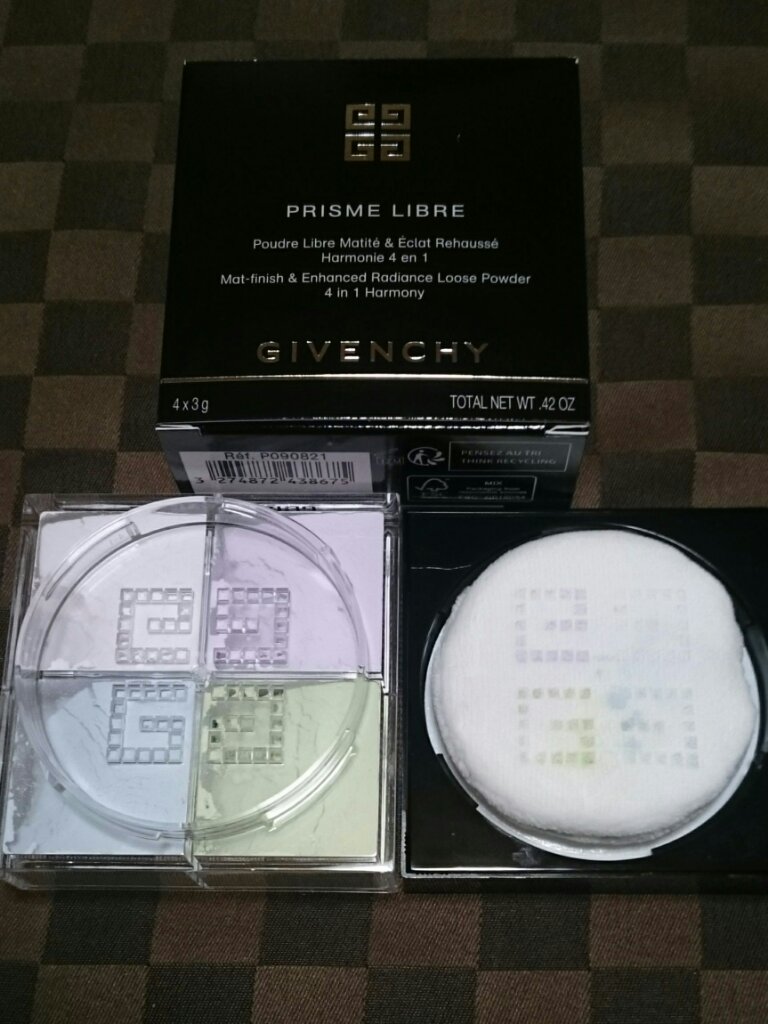 PRISME LIBRE
Poudre Libre Matité & Éclat Rehaussé
Harmonie 4 en 1
Mat-finish & Enhanced Radiance Loose Powder
4 in 1 Harmony
GIVENCHY
4 x 3 g
TOTAL NET WT .42 OZ
Réf. P090821
3 274872 438675
PENSEZ AU TRI
THINK RECYCLING
MIX